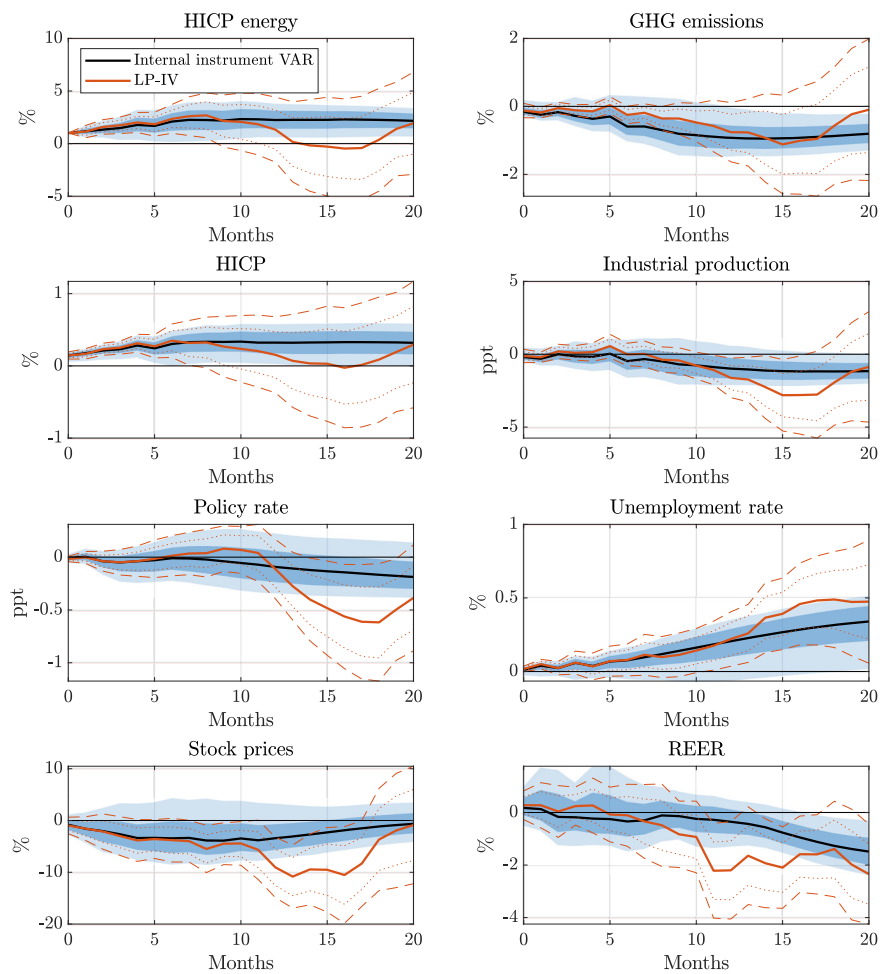 HICP energy
10
5
0
-5
%
Internal instrument VAR
LP-IV
0 5 10 15 20
Months
GHG emissions
2
0
-2
%
0 5 10 15 20
Months
HICP
1
0
-1
%
0 5 10 15 20
Months
Industrial production
5
0
-5
ppt
0 5 10 15 20
Months
Policy rate
0
-0.5
-1
ppt
0 5 10 15 20
Months
Unemployment rate
1
0.5
0
%
0 5 10 15 20
Months
Stock prices
10
0
-10
-20
%
0 5 10 15 20
Months
REER
0
-2
-4
%
0 5 10 15 20
Months